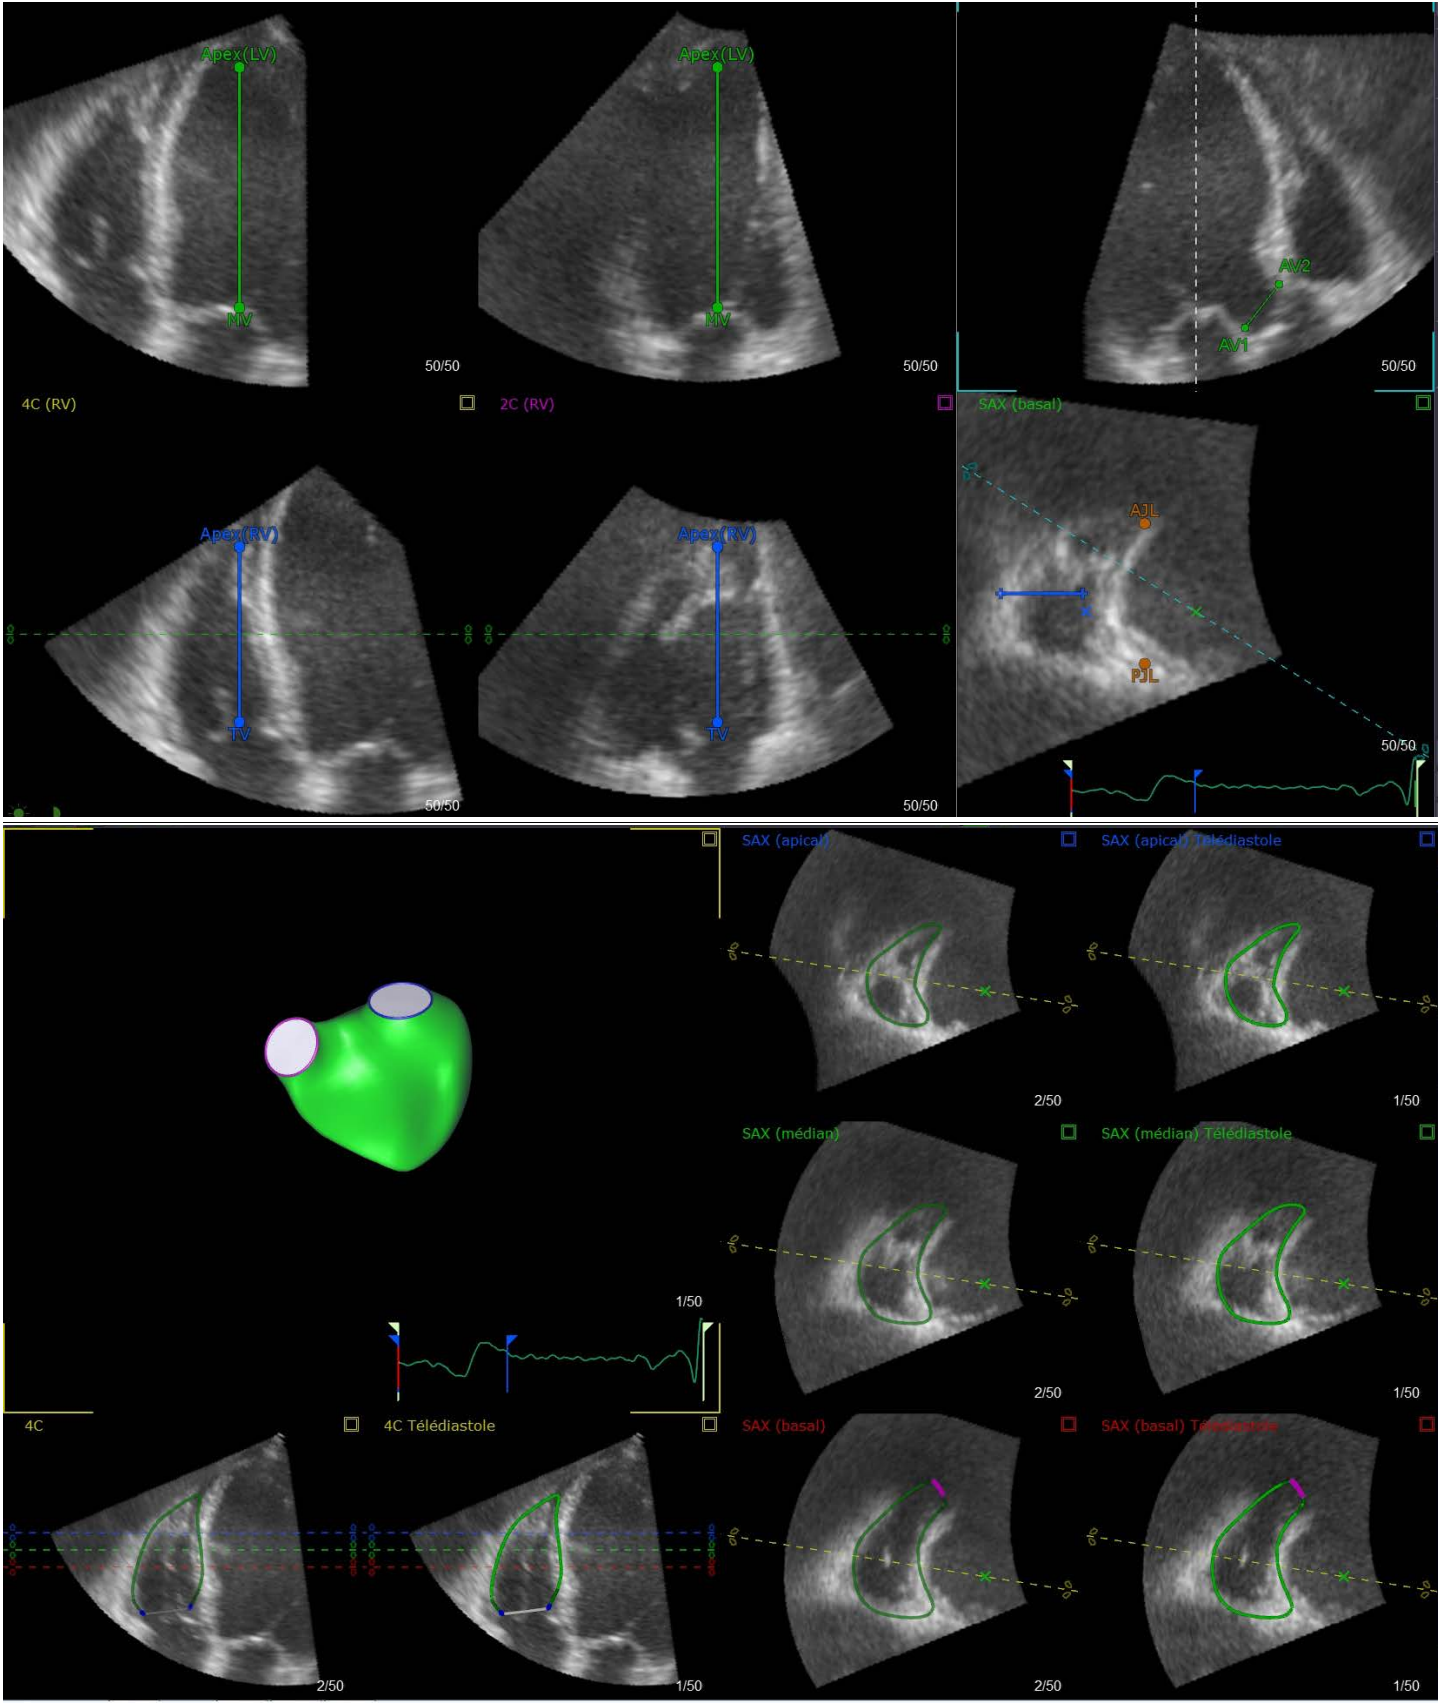 Apex(LV)
MV
50/50
Apex(LV)
MV
50/50
AV2
AV1
50/50
4C (RV)
Apex(RV)
TV
50/50
2C (RV)
Apex(RV)
TV
50/50
SAX (basal)
AJL
PJL
50/50
1/50
SAX (apical)
2/50
SAX (apical) Télédiastole
1/50
SAX (médian)
2/50
SAX (médian) Télédiastole
1/50
4C
2/50
4C Télédiastole
1/50
SAX (basal)
2/50
SAX (basal) Télédiastole
1/50